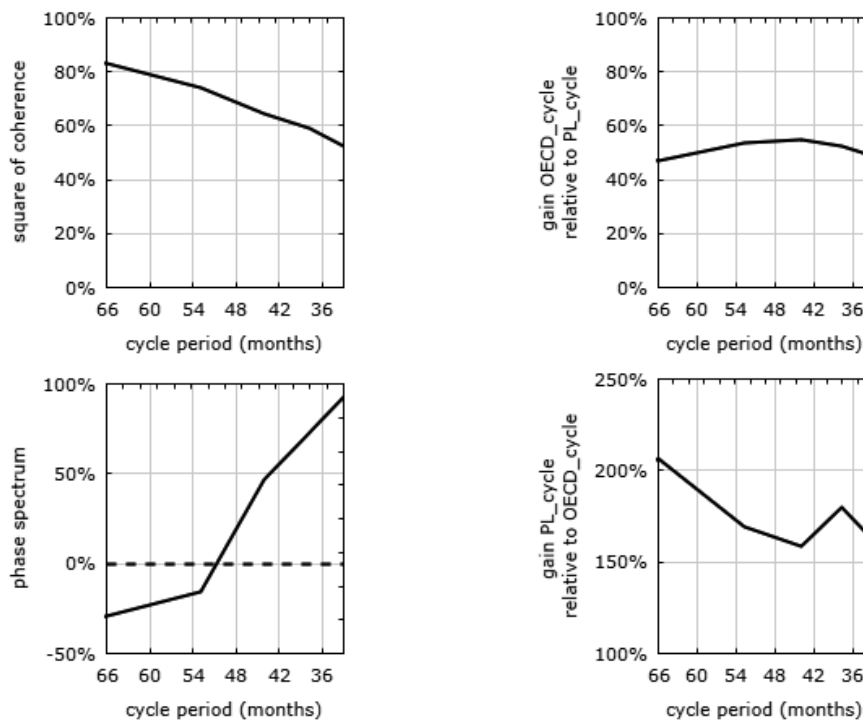 100%
80%
60%
40%
20%
0%
square of coherence
66 60 54 48 42 36
cycle period (months)
100%
80%
60%
40%
20%
0%
gain OECD_cycle
relative to PL_cycle
66 60 54 48 42 36
cycle period (months)
100%
50%
0%
-50%
phase spectrum
66 60 54 48 42 36
cycle period (months)
250%
200%
150%
100%
gain PL_cycle
relative to OECD_cycle
66 60 54 48 42 36
cycle period (months)